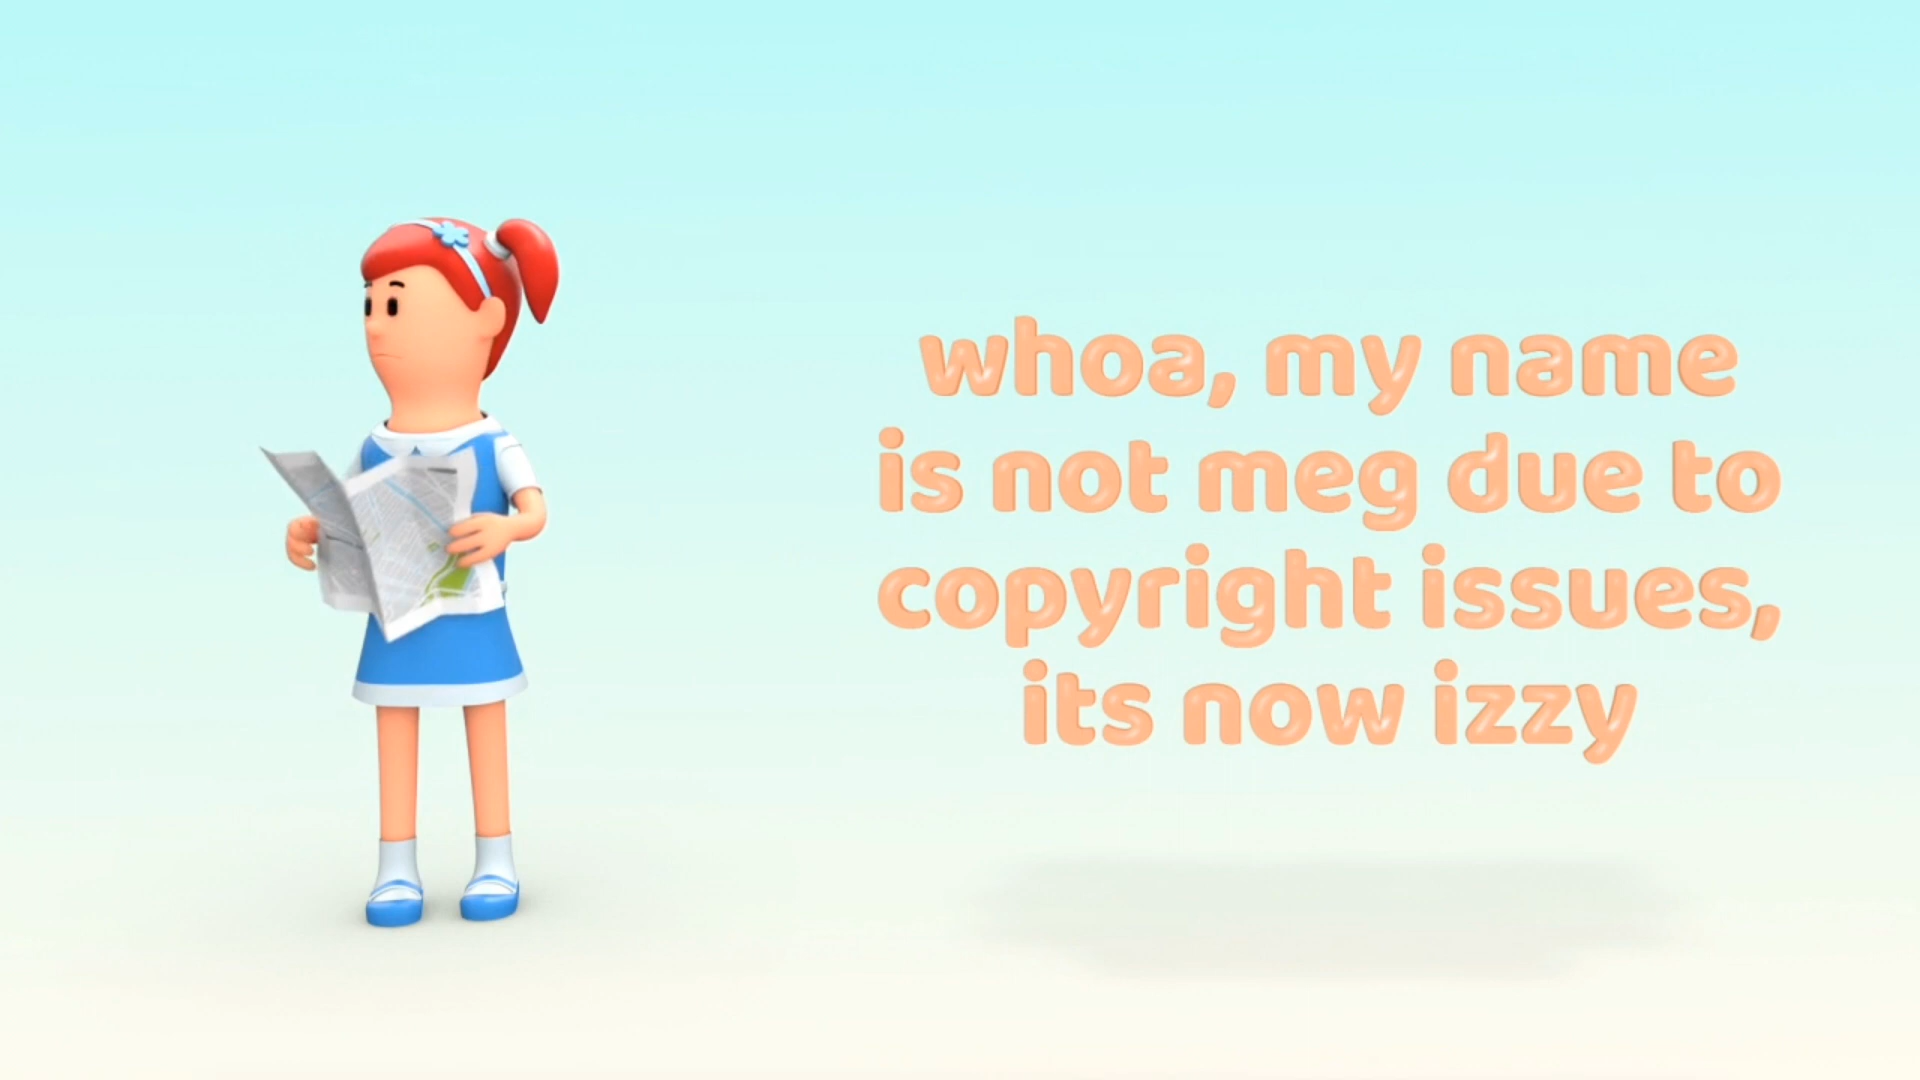 whoa, my name
is not meg due to
copyright issues,
its now izzy